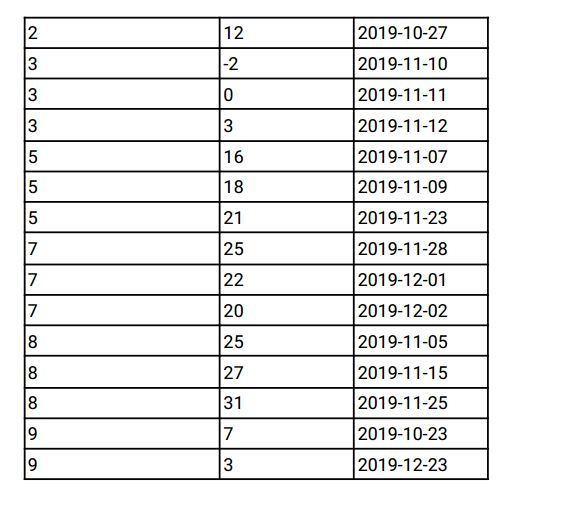 2 12 2019-10-27
3 -2 2019-11-10
3 0 2019-11-11
3 3 2019-11-12
5 16 2019-11-07
5 18 2019-11-09
5 21 2019-11-23
7 25 2019-11-28
7 22 2019-12-01
7 20 2019-12-02
8 25 2019-11-05
8 27 2019-11-15
8 31 2019-11-25
9 7 2019-10-23
9 3 2019-12-23